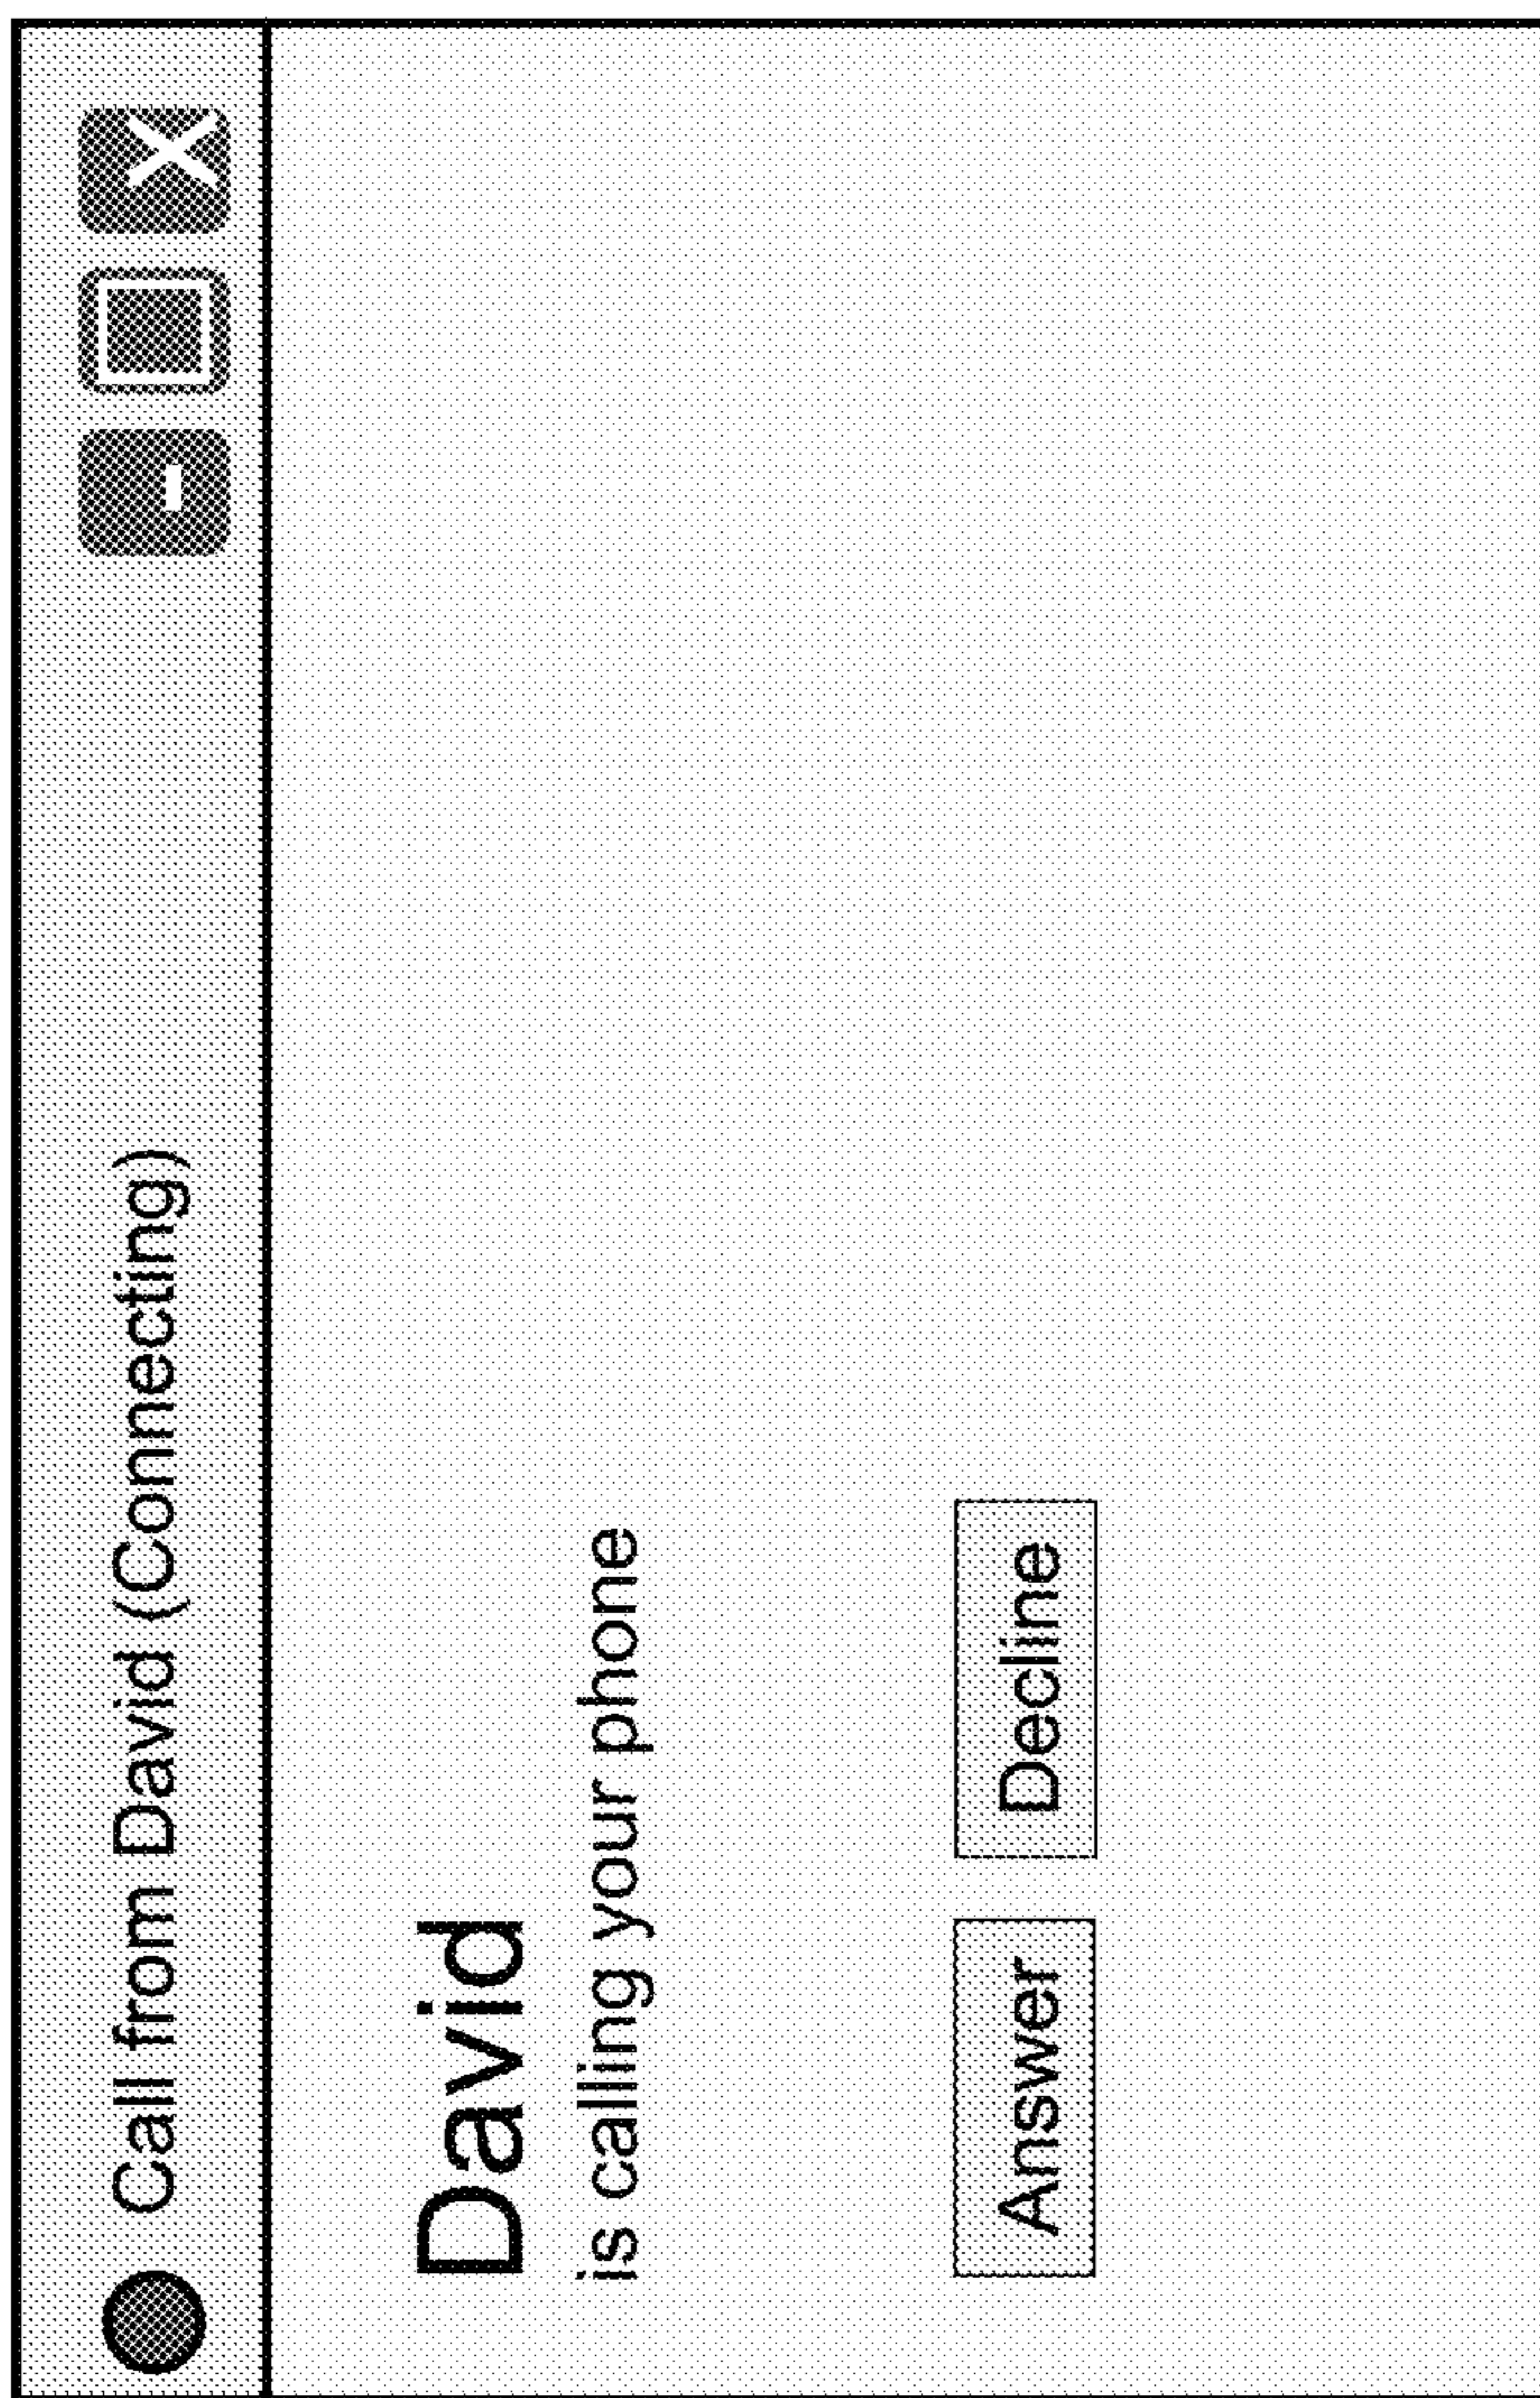 Call from David (Connecting)
David
is calling your phone
Answer
Decline